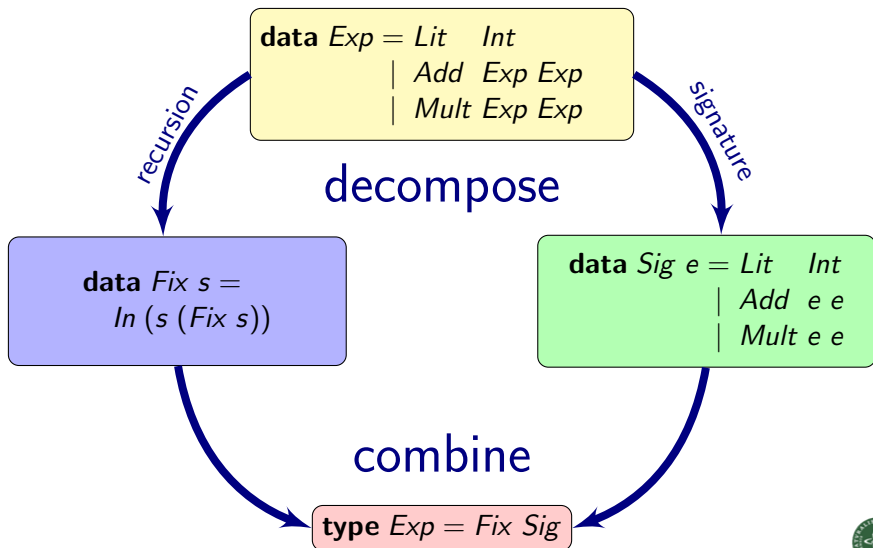 data Exp = Lit Int
| Add Exp Exp
| Mult Exp Exp
recursion
signature
decompose
data Fix s =
In (s (Fix s))
data Sig e = Lit Int
| Add e e
| Mult e e
combine
type Exp = Fix Sig